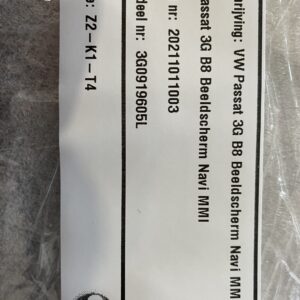 rijving: VW Passat 3G B8 Beeldscherm Navi MM
Passat 3G B8 Beeldscherm Navi MMI
nr: 20211011003
deel nr: 3G0919605L
e: Z2-K1-T4